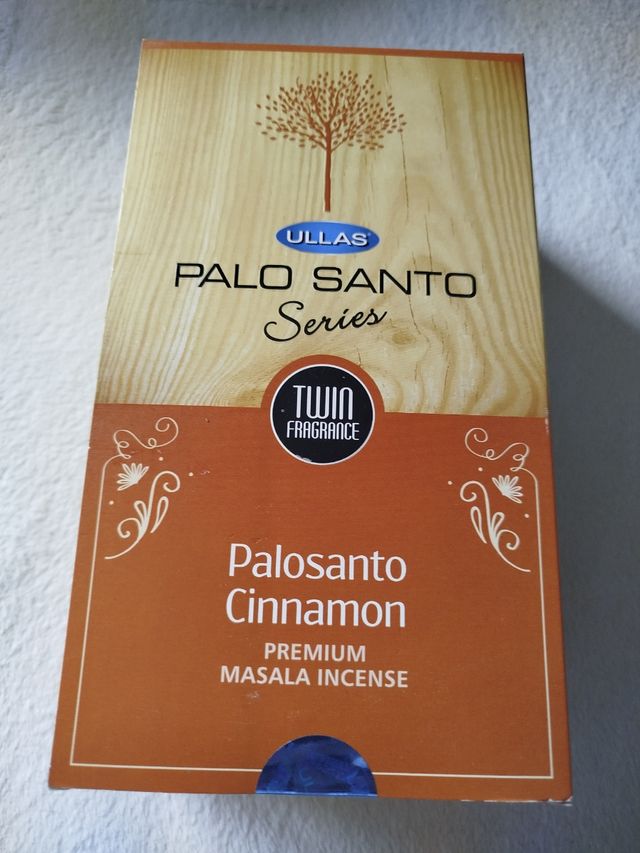 ULLAS®
PALO SANTO
Series
TWIN
FRAGRANCE
Palosanto
Cinnamon
PREMIUM
MASALA INCENSE